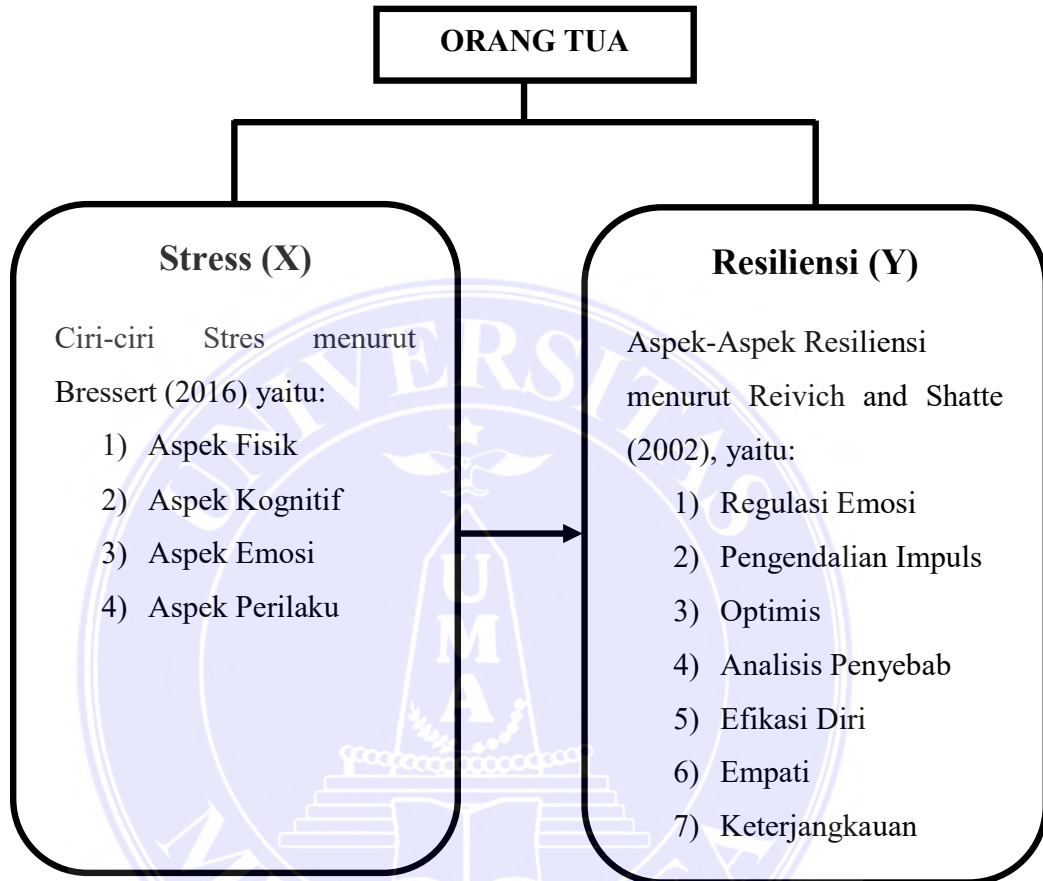 ORANG TUA
Stress (X)
Ciri-ciri Stres menurut
Bressert (2016) yaitu:
1) Aspek Fisik
2) Aspek Kognitif
3) Aspek Emosi
4) Aspek Perilaku
Resiliensi (Y)
Aspek-Aspek Resiliensi
menurut Reivich and Shatte
(2002), yaitu:
1) Regulasi Emosi
2) Pengendalian Impuls
3) Optimis
4) Analisis Penyebab
5) Efikasi Diri
6) Empati
7) Keterjangkauan
UNIVERSITAS
UMA